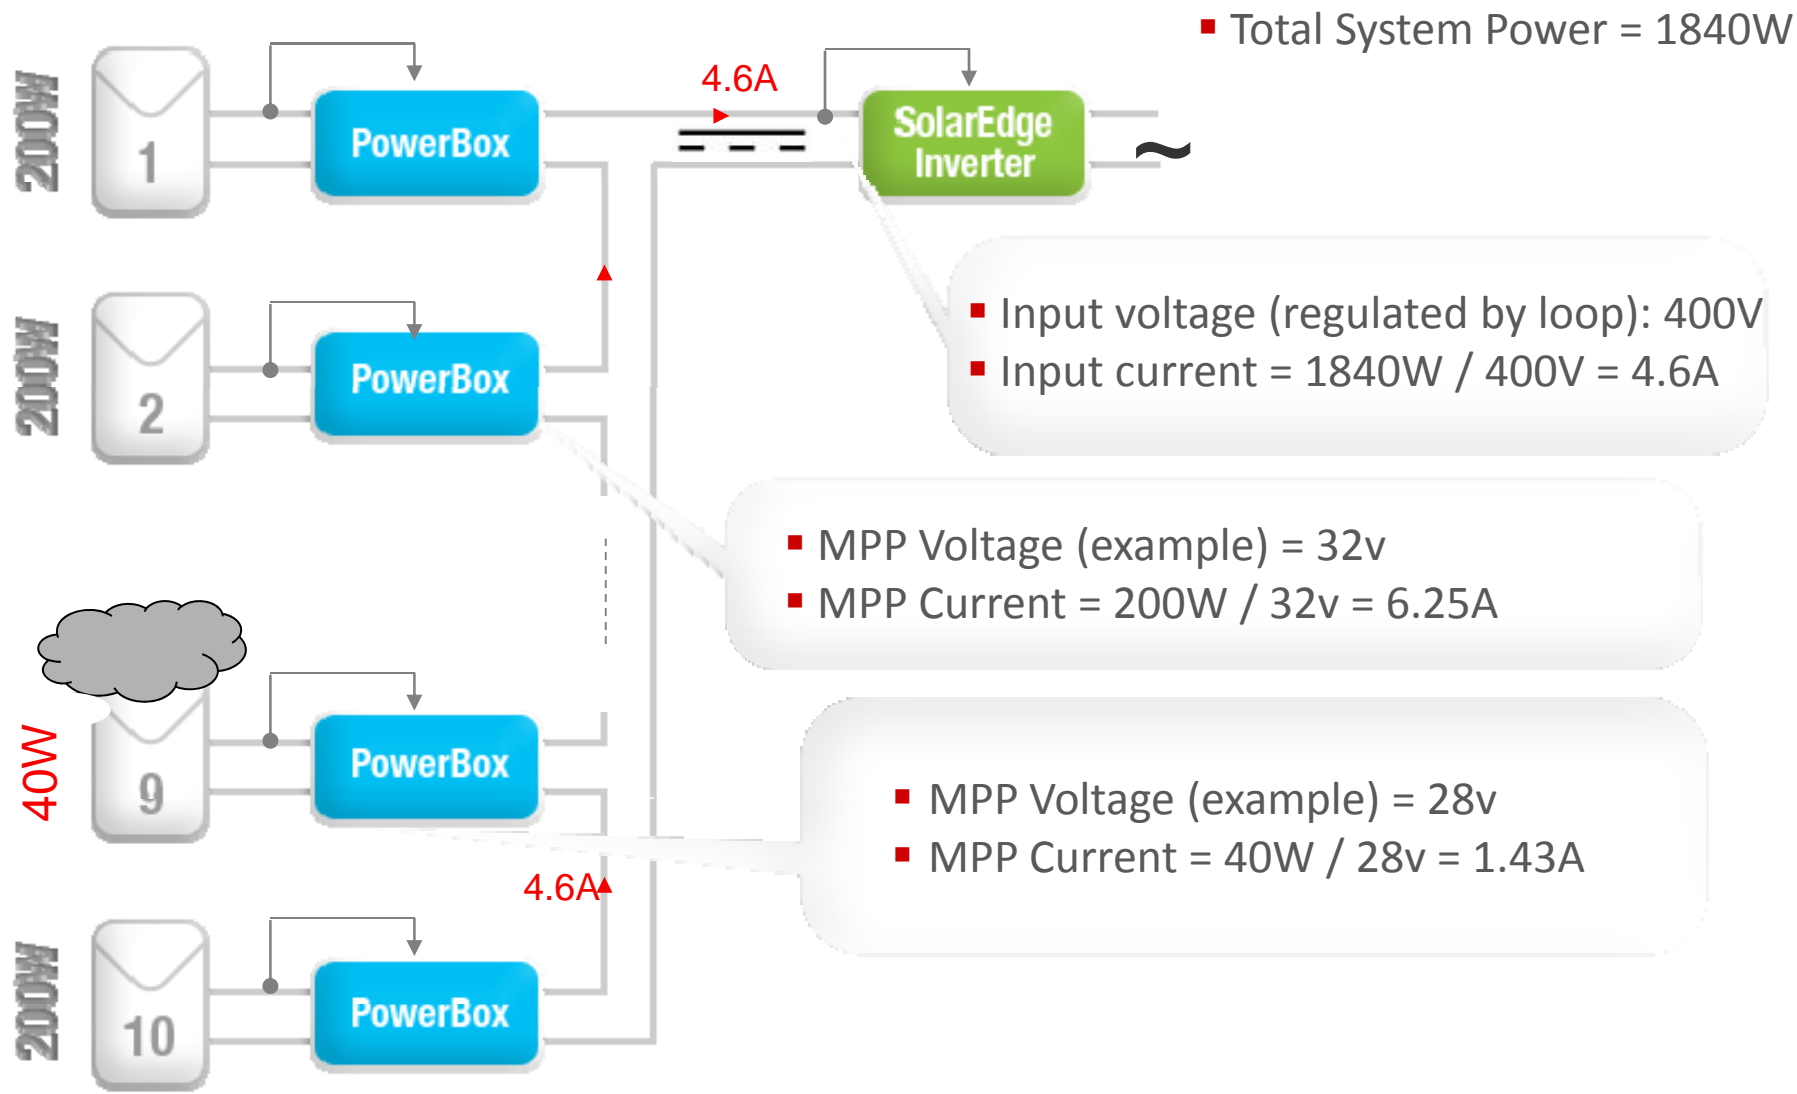 Total System Power = 1840W
200W
1
PowerBox
4.6A
SolarEdge
Inverter
~
200W
2
PowerBox
Input voltage (regulated by loop): 400V
Input current = 1840W / 400V = 4.6A
MPP Voltage (example) = 32v
MPP Current = 200W / 32v = 6.25A
40W
9
PowerBox
MPP Voltage (example) = 28v
MPP Current = 40W / 28v = 1.43A
4.6A
200W
10
PowerBox